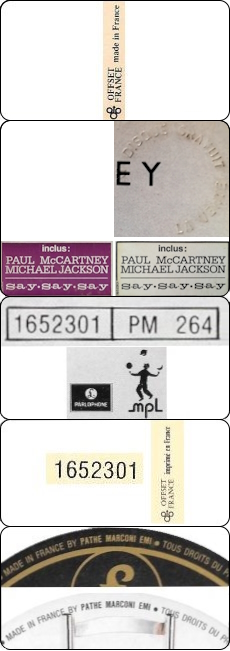 OFFSET FRANCE made in France
EY
inclus:
PAUL McCARTNEY
MICHAEL JACKSON
say·say·say
inclus:
PAUL McCARTNEY
MICHAEL JACKSON
say·say·say
1652301 PM 264
PARLOPHONE
MPL
1652301
OFFSET FRANCE imprimé en France
MADE IN FRANCE BY PATHE MARCONI EMI • TOUS DROITS DU
MADE IN FRANCE BY PATHE MARCONI EMI • TOUS DROITS DU